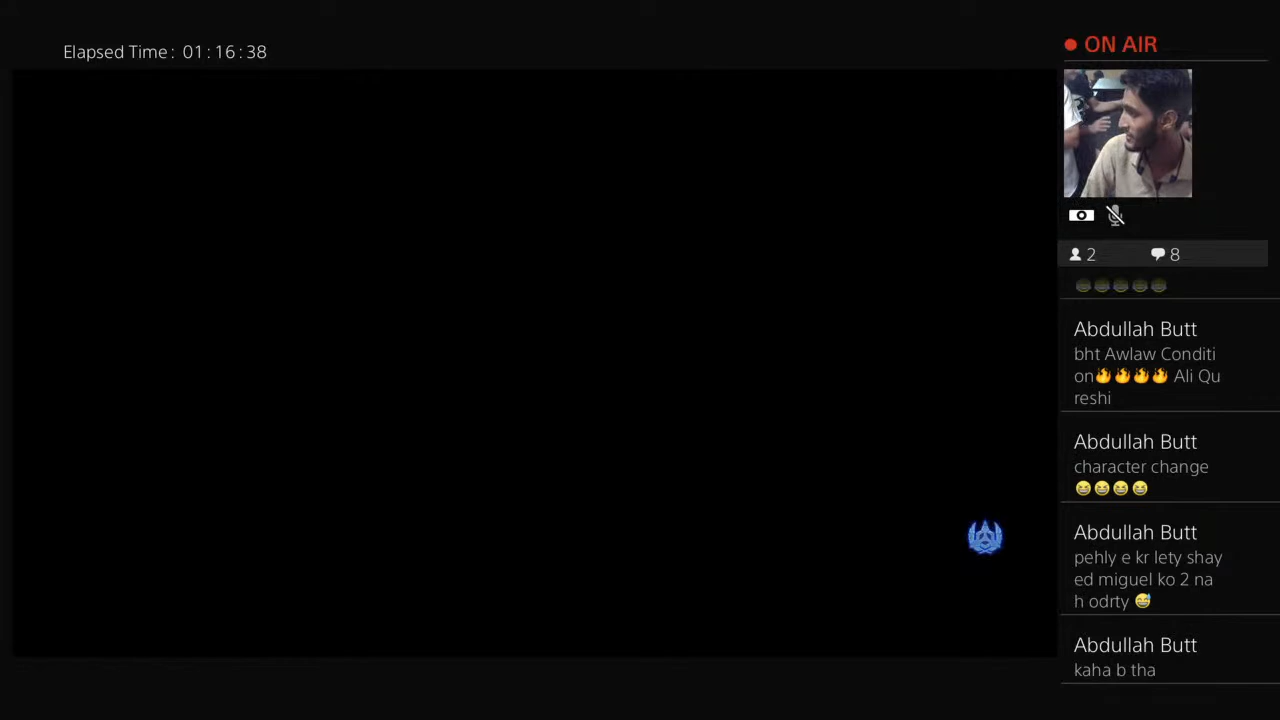 Elapsed Time: 01:16:38
ON AIR
2 8
Abdullah Butt
bht Awlaw Conditi
on🔥🔥🔥🔥 Ali Qu
reshi
Abdullah Butt
character change
😆😆😆😆
Abdullah Butt
pehly e kr lety shay
ed miguel ko 2 na
h odrty 😅
Abdullah Butt
kaha b tha